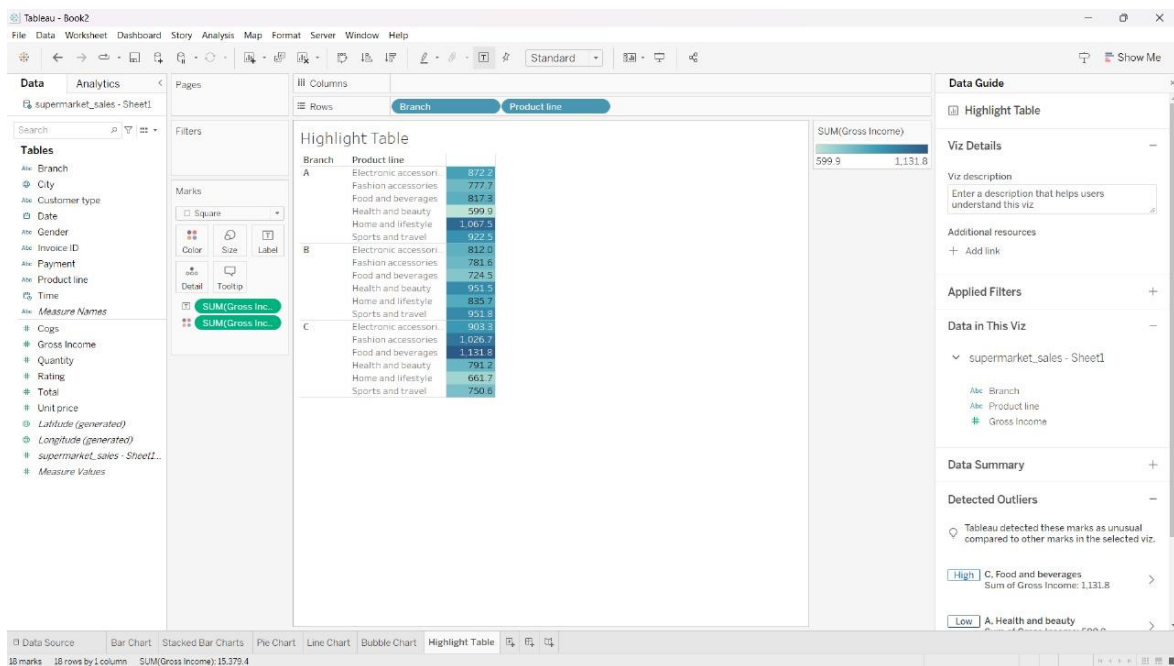 Tableau - Book2
File Data Worksheet Dashboard Story Analysis Map Format Server Window Help
Standard
Show Me
Data Analytics
supermarket_sales - Sheet1
Search
Tables
Abc Branch
City
Abc Customer type
Date
Abc Gender
Abc Invoice ID
Abc Payment
Abc Product line
Time
Abc Measure Names
# Cogs
# Gross Income
# Quantity
# Rating
# Total
# Unit price
Latitude (generated)
Longitude (generated)
# supermarket_sales - Sheet1...
# Measure Values
Pages
Filters
Marks
Square
Color Size Label
Detail Tooltip
SUM(Gross Inc..
SUM(Gross Inc..
Columns
Rows Branch Product line
Highlight Table
Branch Product line
A Electronic accessori.. 872.2
Fashion accessories 777.7
Food and beverages 817.3
Health and beauty 599.9
Home and lifestyle 1,067.5
Sports and travel 922.5
B Electronic accessori.. 812.0
Fashion accessories 781.6
Food and beverages 724.5
Health and beauty 951.5
Home and lifestyle 835.7
Sports and travel 951.8
C Electronic accessori.. 903.3
Fashion accessories 1,026.7
Food and beverages 1,131.8
Health and beauty 791.2
Home and lifestyle 661.7
Sports and travel 750.6
SUM(Gross Income)
599.9 1,131.8
Data Guide
Highlight Table
Viz Details
Viz description
Enter a description that helps users
understand this viz
Additional resources
+ Add link
Applied Filters
Data in This Viz
supermarket_sales - Sheet1
Abc Branch
Abc Product line
# Gross Income
Data Summary
Detected Outliers
Tableau detected these marks as unusual
compared to other marks in the selected viz.
High C, Food and beverages
Sum of Gross Income: 1,131.8
Low A, Health and beauty
Data Source Bar Chart Stacked Bar Charts Pie Chart Line Chart Bubble Chart Highlight Table
18 marks 18 rows by 1 column SUM(Gross Income): 15,379.4